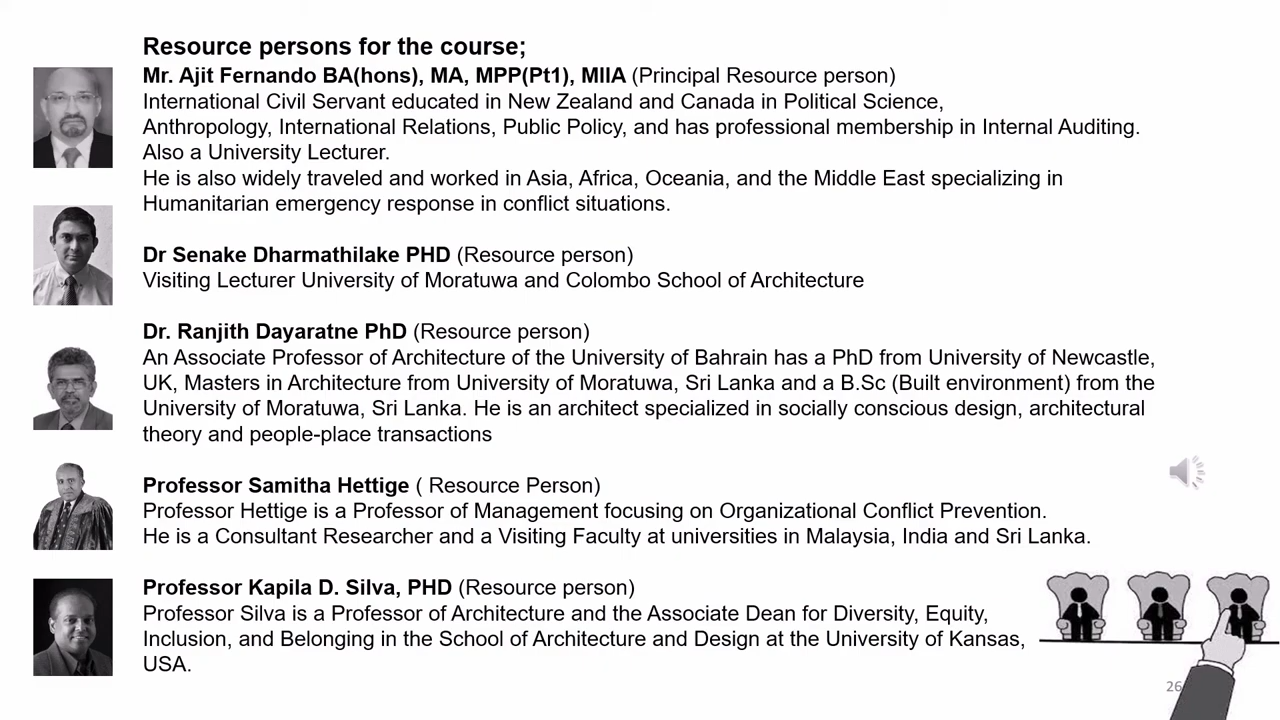 Resource persons for the course;
Mr. Ajit Fernando BA(hons), MA, MPP(Pt1), MIIA (Principal Resource person)
International Civil Servant educated in New Zealand and Canada in Political Science,
Anthropology, International Relations, Public Policy, and has professional membership in Internal Auditing.
Also a University Lecturer.
He is also widely traveled and worked in Asia, Africa, Oceania, and the Middle East specializing in
Humanitarian emergency response in conflict situations.
Dr Senake Dharmathilake PHD (Resource person)
Visiting Lecturer University of Moratuwa and Colombo School of Architecture
Dr. Ranjith Dayaratne PhD (Resource person)
An Associate Professor of Architecture of the University of Bahrain has a PhD from University of Newcastle,
UK, Masters in Architecture from University of Moratuwa, Sri Lanka and a B.Sc (Built environment) from the
University of Moratuwa, Sri Lanka. He is an architect specialized in socially conscious design, architectural
theory and people-place transactions
Professor Samitha Hettige ( Resource Person)
Professor Hettige is a Professor of Management focusing on Organizational Conflict Prevention.
He is a Consultant Researcher and a Visiting Faculty at universities in Malaysia, India and Sri Lanka.
Professor Kapila D. Silva, PHD (Resource person)
Professor Silva is a Professor of Architecture and the Associate Dean for Diversity, Equity,
Inclusion, and Belonging in the School of Architecture and Design at the University of Kansas,
USA.
26